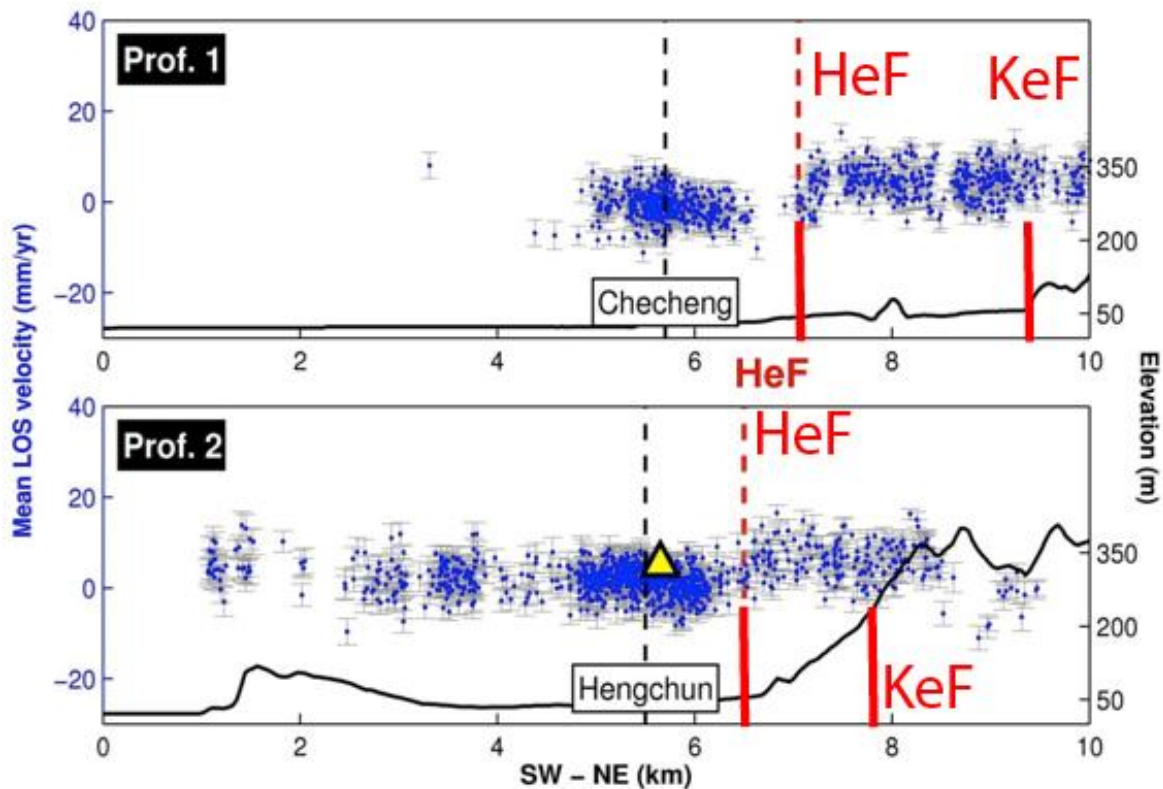 Mean LOS velocity (mm/yr)
Elevation (m)
40
20
0
−20
Prof. 1
HeF
KeF
350
200
50
Checheng
0
2
4
6
8
10
HeF
40
20
0
−20
Prof. 2
HeF
350
200
50
Hengchun
KeF
0
2
4
6
8
10
SW − NE (km)